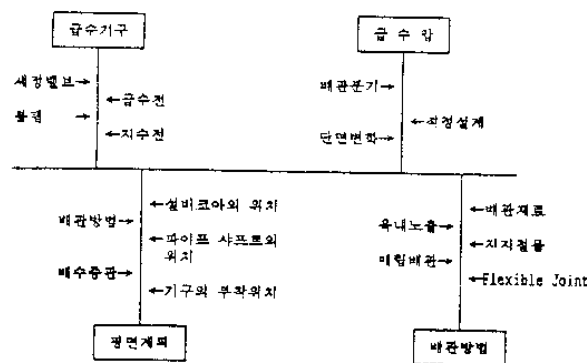 급수기구
급 수 압
세정밸브
급수전
볼탭
지수전
배관분기
적정설계
단면변화
배관방법
설비코아의 위치
파이프 샤프트의
위치
배수중관
기구의 부착위치
평면계획
배관재료
옥내노출
지지철물
매립배관
Flexible Joint
배관방법